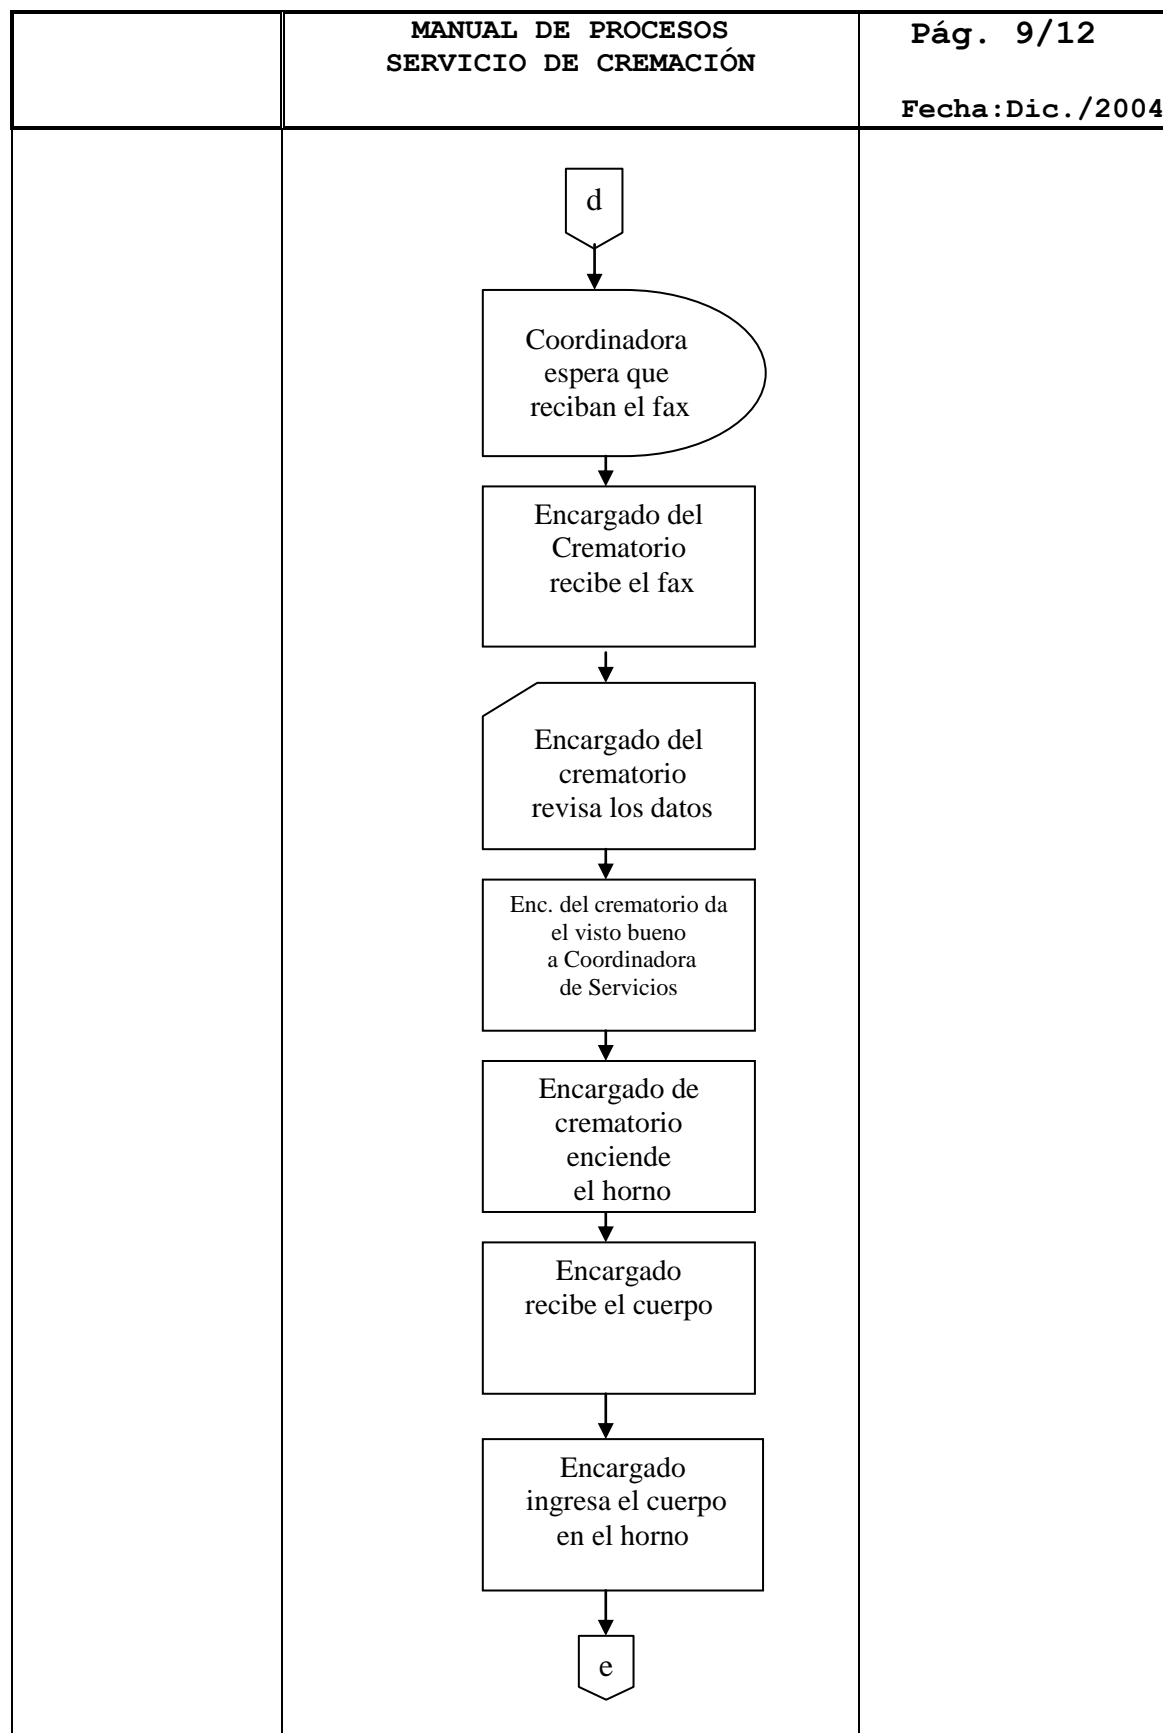 MANUAL DE PROCESOS
SERVICIO DE CREMACIÓN
Pág. 9/12
Fecha:Dic./2004
d
Coordinadora
espera que
reciban el fax
Encargado del
Crematorio
recibe el fax
Encargado del
crematorio
revisa los datos
Enc. del crematorio da
el visto bueno
a Coordinadora
de Servicios
Encargado de
crematorio
enciende
el horno
Encargado
recibe el cuerpo
Encargado
ingresa el cuerpo
en el horno
e